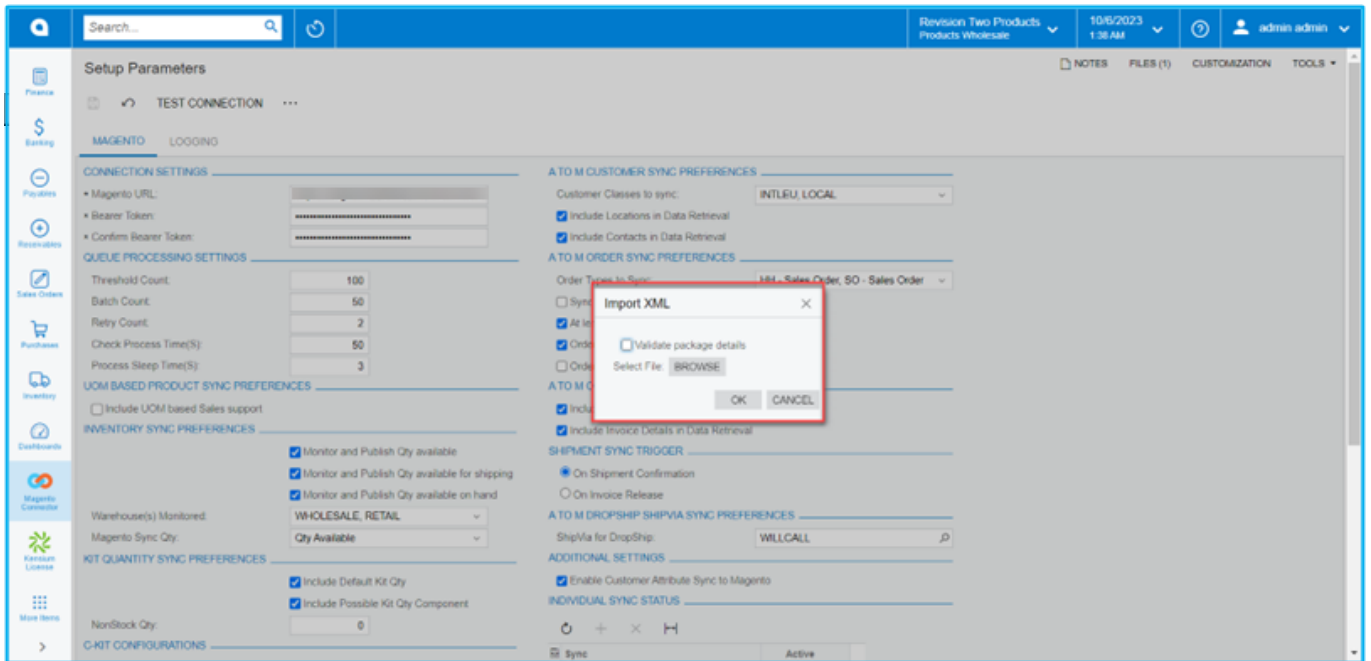 Search...
Revision Two Products
Products Wholesale
10/6/2023
1:38 AM
admin admin
Finance
Banking
Payables
Receivables
Sales Orders
Purchases
Inventory
Dashboards
Magento
Connector
Kensium
License
More Items
Setup Parameters
NOTES
FILES (1)
CUSTOMIZATION
TOOLS
TEST CONNECTION
MAGENTO
LOGGING
CONNECTION SETTINGS
* Magento URL:
* Bearer Token:
* Confirm Bearer Token:
QUEUE PROCESSING SETTINGS
Threshold Count: 100
Batch Count: 50
Retry Count: 2
Check Process Time(S): 50
Process Sleep Time(S): 3
UOM BASED PRODUCT SYNC PREFERENCES
Include UOM based Sales support
INVENTORY SYNC PREFERENCES
Monitor and Publish Qty available
Monitor and Publish Qty available for shipping
Monitor and Publish Qty available on hand
Warehouse(s) Monitored: WHOLESALE, RETAIL
Magento Sync Qty: Qty Available
KIT QUANTITY SYNC PREFERENCES
Include Default Kit Qty
Include Possible Kit Qty Component
NonStock Qty: 0
C-KIT CONFIGURATIONS
A TO M CUSTOMER SYNC PREFERENCES
Customer Classes to sync: INTLEU, LOCAL
Include Locations in Data Retrieval
Include Contacts in Data Retrieval
A TO M ORDER SYNC PREFERENCES
Order Types to Sync: HH - Sales Order, SO - Sales Order
Sync
At le
Orde
Orde
A TO M O
Inclu
Include Invoice Details in Data Retrieval
Import XML
Validate package details
Select File: BROWSE
OK
CANCEL
SHIPMENT SYNC TRIGGER
On Shipment Confirmation
On Invoice Release
A TO M DROPSHIP SHIPVIA SYNC PREFERENCES
ShipVia for DropShip: WILLCALL
ADDITIONAL SETTINGS
Enable Customer Attribute Sync to Magento
INDIVIDUAL SYNC STATUS
Sync Active